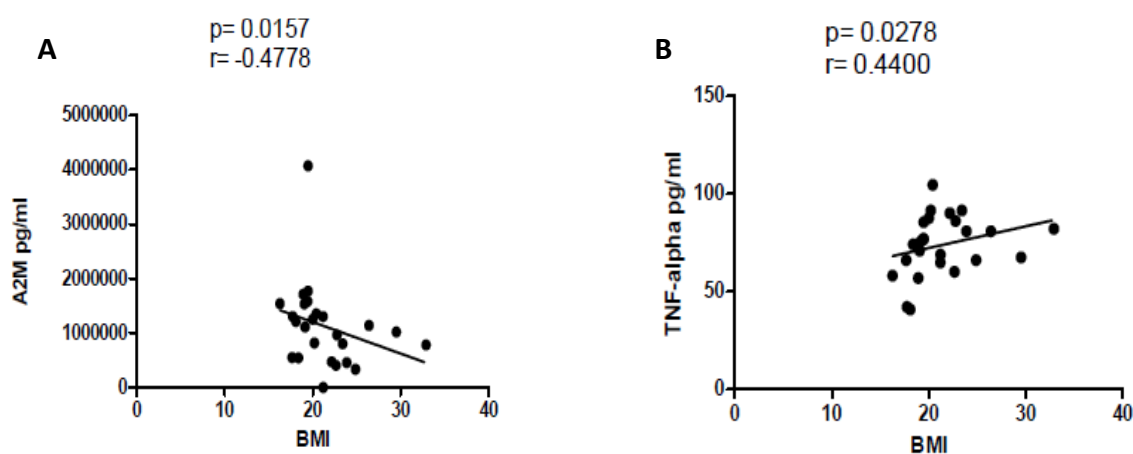 A
p= 0.0157
r= -0.4778
5000000
4000000
3000000
2000000
1000000
0
A2M pg/ml
0 10 20 30 40
BMI
B
p= 0.0278
r= 0.4400
150
100
50
0
TNF-alpha pg/ml
0 10 20 30 40
BMI